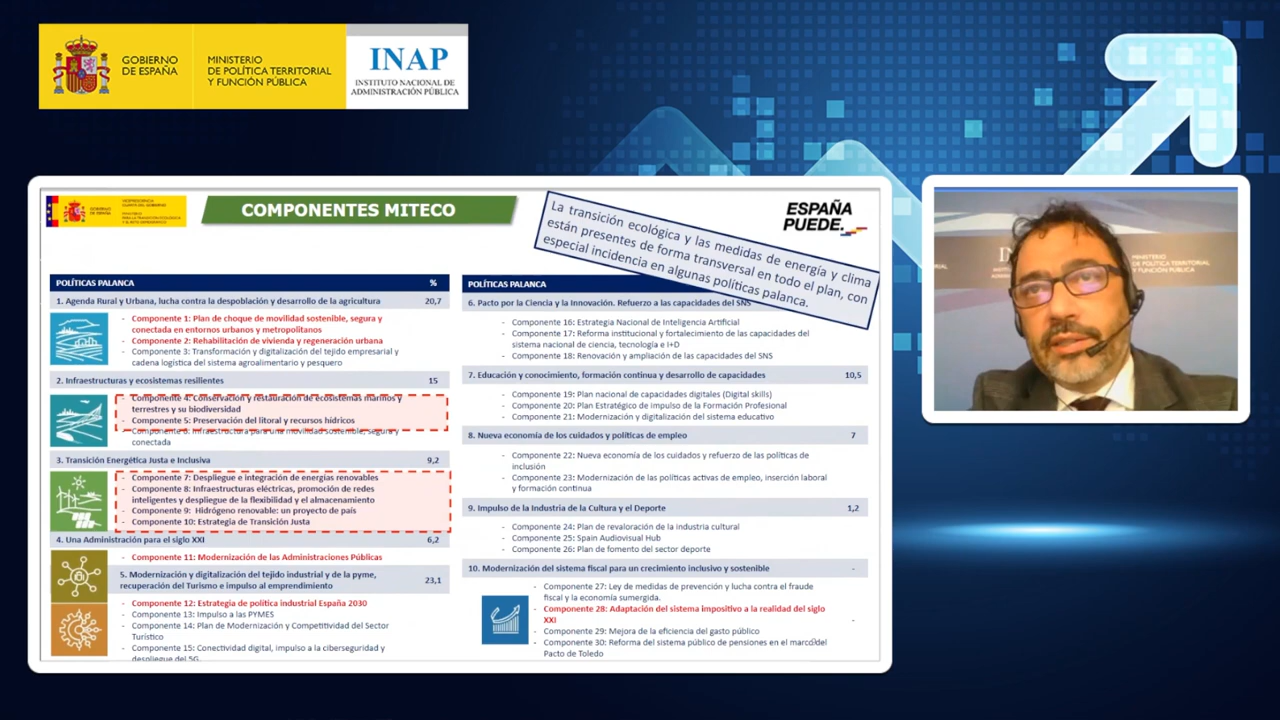 GOBIERNO
DE ESPAÑA
MINISTERIO
DE POLÍTICA TERRITORIAL
Y FUNCIÓN PÚBLICA
INAP
INSTITUTO NACIONAL DE
ADMINISTRACIÓN PÚBLICA
COMPONENTES MITECO
La transición ecológica y las medidas de energía y clima
están presentes de forma transversal en todo el plan, con
especial incidencia en algunas políticas palanca.
ESPAÑA
PUEDE.
POLÍTICAS PALANCA %
1. Agenda Rural y Urbana, lucha contra la despoblación y desarrollo de la agricultura 20,7
- Componente 1: Plan de choque de movilidad sostenible, segura y
conectada en entornos urbanos y metropolitanos
- Componente 2: Rehabilitación de vivienda y regeneración urbana
- Componente 3: Transformación y digitalización del tejido empresarial y
cadena logística del sistema agroalimentario y pesquero
2. Infraestructuras y ecosistemas resilientes 15
- Componente 4: Conservación y restauración de ecosistemas marinos y
terrestres y su biodiversidad
- Componente 5: Preservación del litoral y recursos hídricos
- Componente 6: Infraestructura para una movilidad sostenible, segura y
conectada
3. Transición Energética Justa e Inclusiva 9,2
- Componente 7: Despliegue e integración de energías renovables
- Componente 8: Infraestructuras eléctricas, promoción de redes
inteligentes y despliegue de la flexibilidad y el almacenamiento
- Componente 9: Hidrógeno renovable: un proyecto de país
- Componente 10: Estrategia de Transición Justa
4. Una Administración para el siglo XXI 6,2
- Componente 11: Modernización de las Administraciones Públicas
5. Modernización y digitalización del tejido industrial y de la pyme,
recuperación del Turismo e impulso al emprendimiento 23,1
- Componente 12: Estrategia de política industrial España 2030
- Componente 13: Impulso a las PYMES
- Componente 14: Plan de Modernización y Competitividad del Sector
Turístico
- Componente 15: Conectividad digital, impulso a la ciberseguridad y
despliegue del 5G.
POLÍTICAS PALANCA
6. Pacto por la Ciencia y la Innovación. Refuerzo a las capacidades del SNS
- Componente 16: Estrategia Nacional de Inteligencia Artificial
- Componente 17: Reforma institucional y fortalecimiento de las capacidades del
sistema nacional de ciencia, tecnología e I+D
- Componente 18: Renovación y ampliación de las capacidades del SNS
7. Educación y conocimiento, formación continua y desarrollo de capacidades 10,5
- Componente 19: Plan nacional de capacidades digitales (Digital skills)
- Componente 20: Plan Estratégico de impulso de la Formación Profesional
- Componente 21: Modernización y digitalización del sistema educativo
8. Nueva economía de los cuidados y políticas de empleo 7
- Componente 22: Nueva economía de los cuidados y refuerzo de las políticas de
inclusión
- Componente 23: Modernización de las políticas activas de empleo, inserción laboral
y formación continua
9. Impulso de la Industria de la Cultura y el Deporte 1,2
- Componente 24: Plan de revaloración de la industria cultural
- Componente 25: Spain Audiovisual Hub
- Componente 26: Plan de fomento del sector deporte
10. Modernización del sistema fiscal para un crecimiento inclusivo y sostenible -
- Componente 27: Ley de medidas de prevención y lucha contra el fraude
fiscal y la economía sumergida.
- Componente 28: Adaptación del sistema impositivo a la realidad del siglo
XXI -
- Componente 29: Mejora de la eficiencia del gasto público
- Componente 30: Reforma del sistema público de pensiones en el marco del
Pacto de Toledo